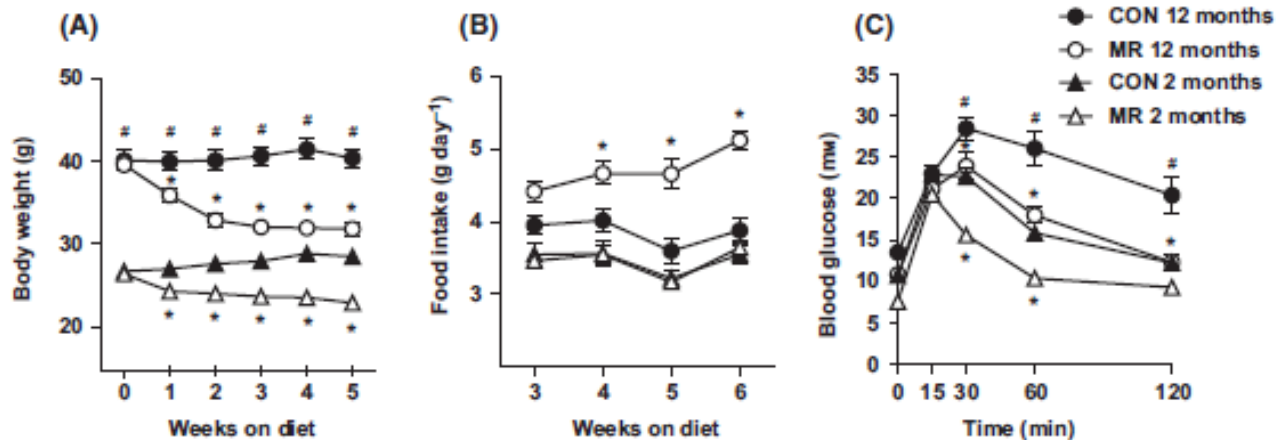 (A)
(B)
(C)
CON 12 months
MR 12 months
CON 2 months
MR 2 months
Body weight (g)
50
40
30
20
# # # # # #
* * * * *
* * * * *
0 1 2 3 4 5
Weeks on diet
Food intake (g day⁻¹)
6
5
4
3
* * *
3 4 5 6
Weeks on diet
Blood glucose (mM)
35
30
25
20
15
10
5
0
# # #
* * *
* *
0 15 30 60 120
Time (min)